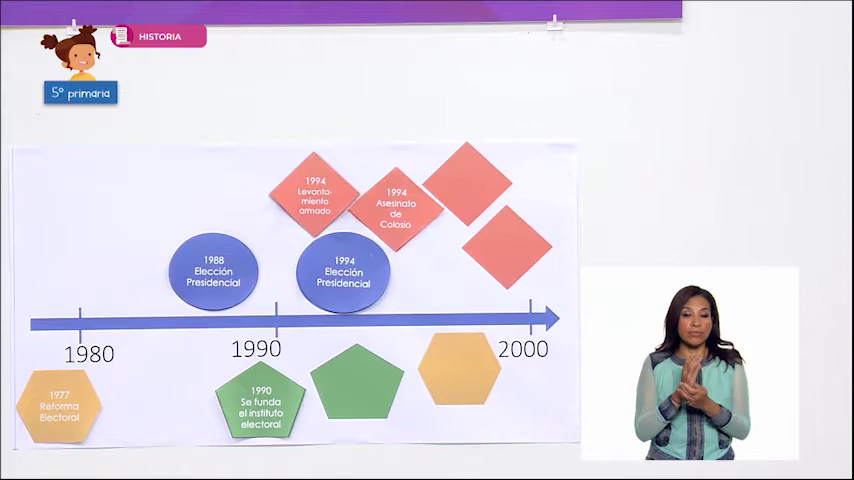 HISTORIA
5° primaria
1994
Levanta-
miento
armado
1994
Asesinato
de
Colosio
1988
Elección
Presidencial
1994
Elección
Presidencial
1980
1990
2000
1977
Reforma
Electoral
1990
Se funda
el instituto
electoral